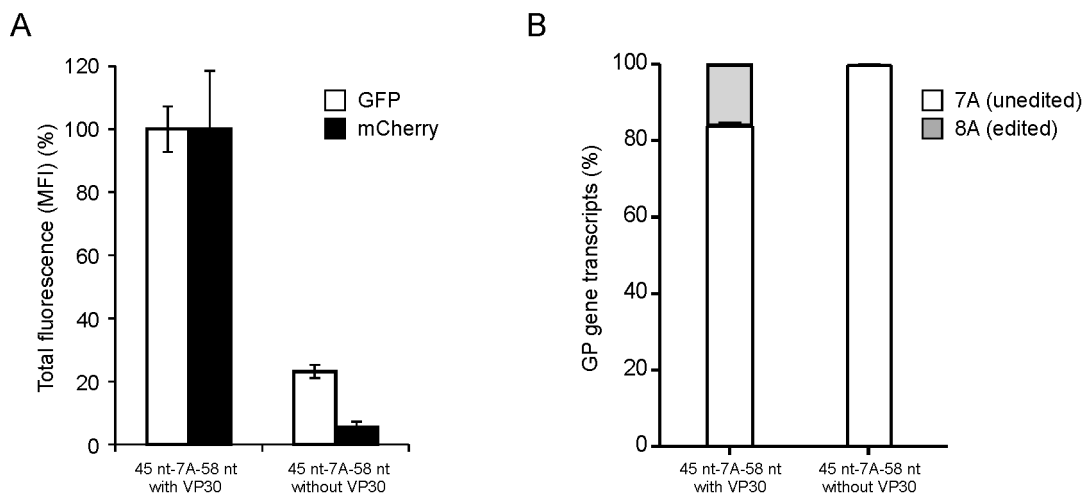 A
Total fluorescence (MFI) (%)
120
100
80
60
40
20
0
GFP
mCherry
45 nt-7A-58 nt
with VP30
45 nt-7A-58 nt
without VP30
B
GP gene transcripts (%)
100
80
60
40
20
0
7A (unedited)
8A (edited)
45 nt-7A-58 nt
with VP30
45 nt-7A-58 nt
without VP30